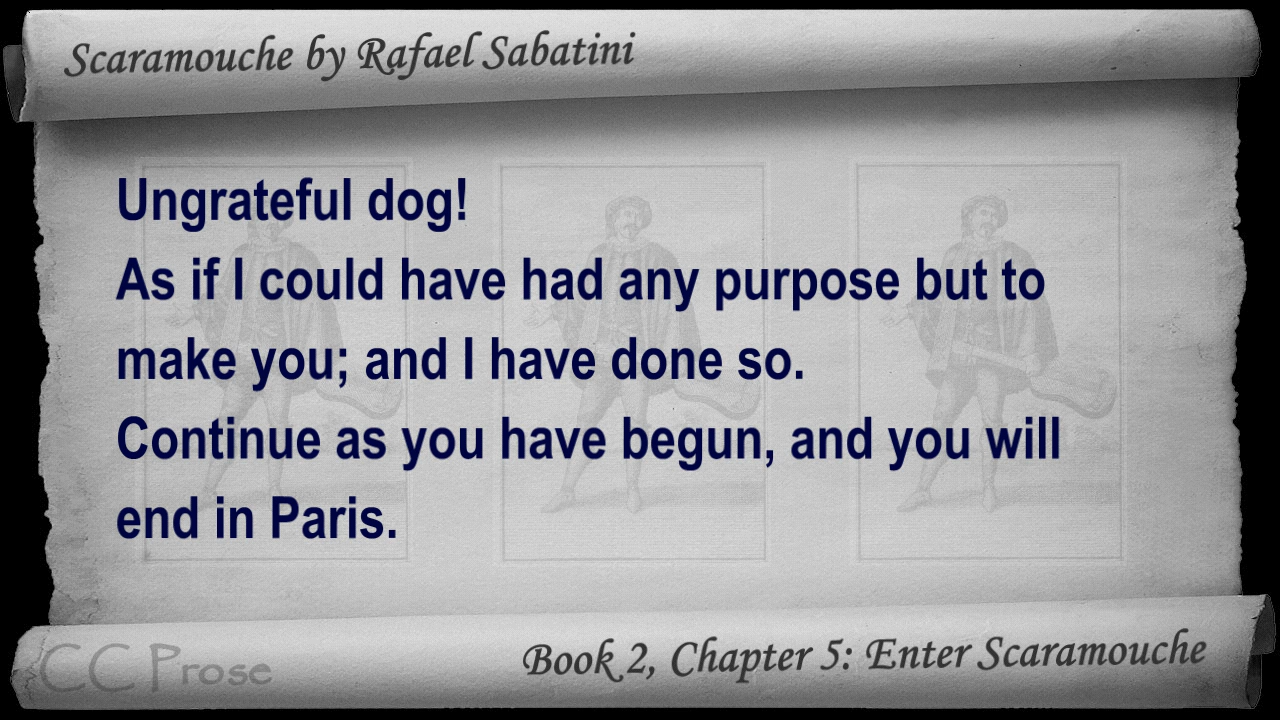 Scaramouche by Rafael Sabatini
Ungrateful dog!
As if I could have had any purpose but to
make you; and I have done so.
Continue as you have begun, and you will
end in Paris.
CC Prose
Book 2, Chapter 5: Enter Scaramouche